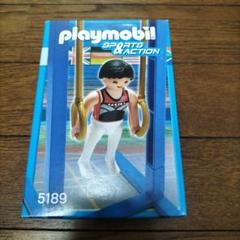 playmobil
SPORTS
& ACTION
5189